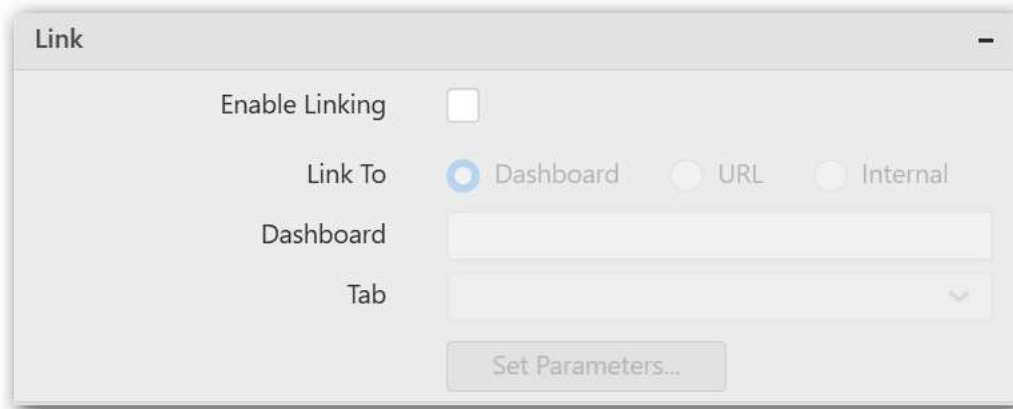 Link
Enable Linking
Link To Dashboard URL Internal
Dashboard
Tab
Set Parameters...